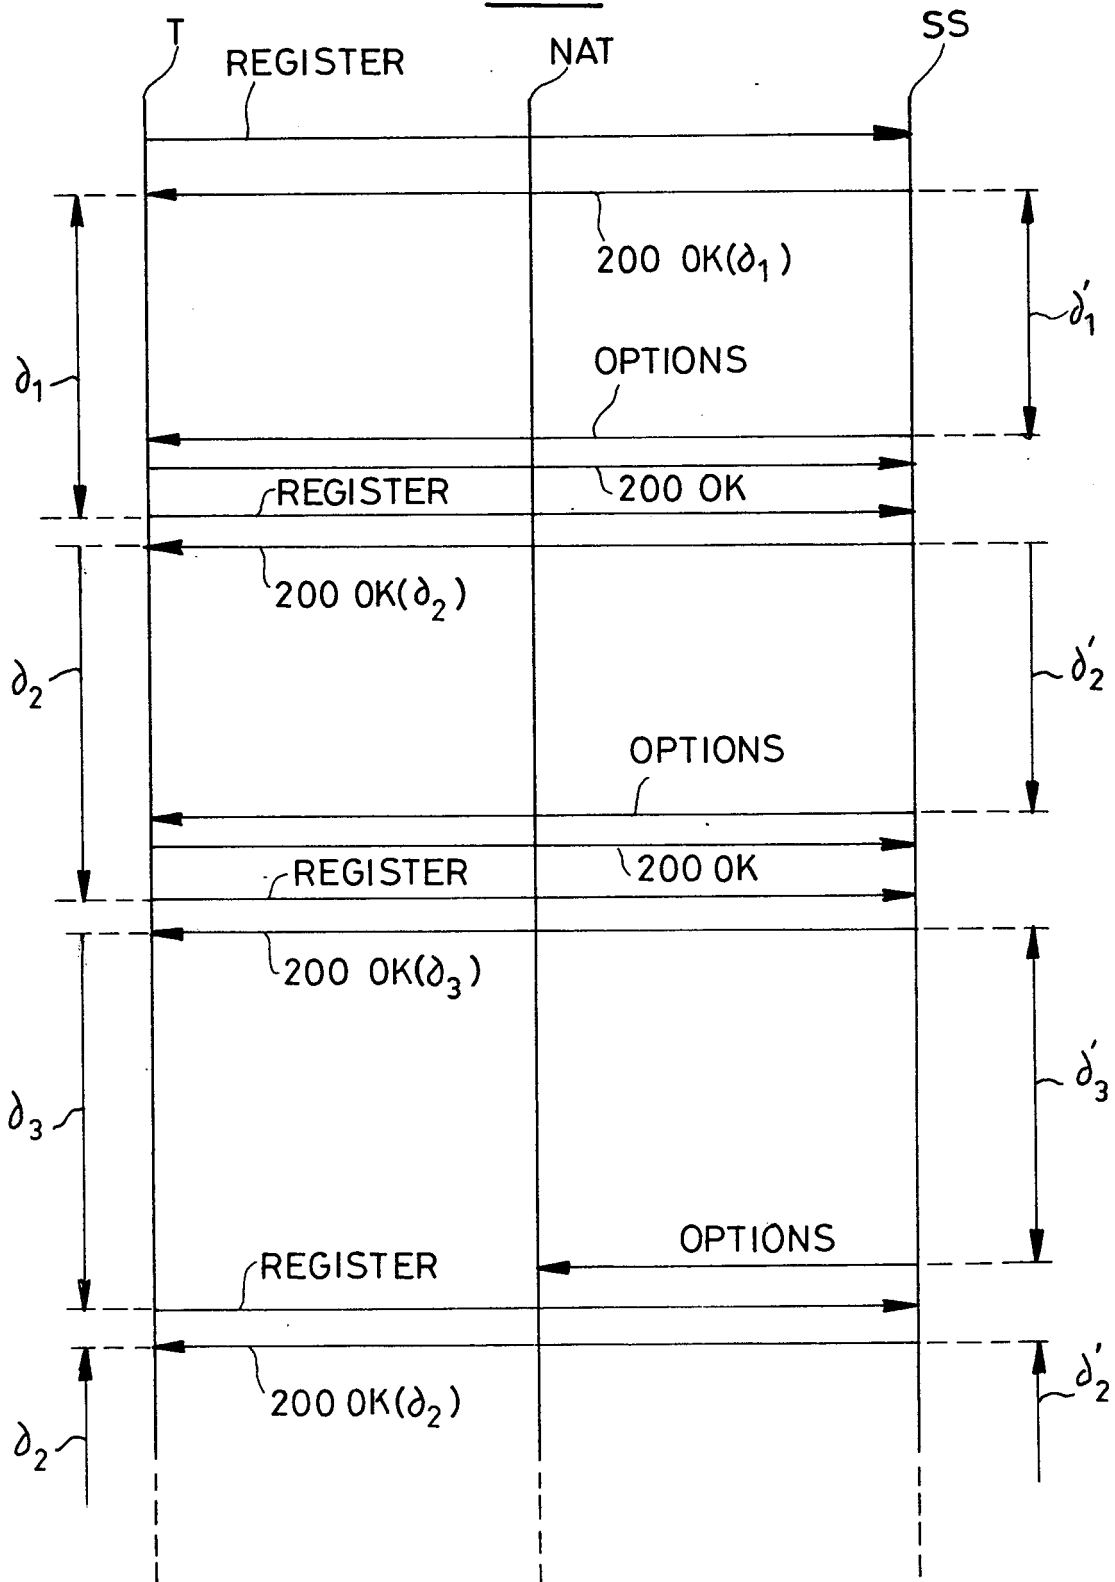 T
REGISTER
NAT
SS
200 OK(∂₁)
∂₁
∂'₁
OPTIONS
200 OK
REGISTER
200 OK(∂₂)
∂₂
∂'₂
OPTIONS
200 OK
REGISTER
200 OK(∂₃)
∂₃
∂'₃
OPTIONS
REGISTER
200 OK(∂₂)
∂₂
∂'₂